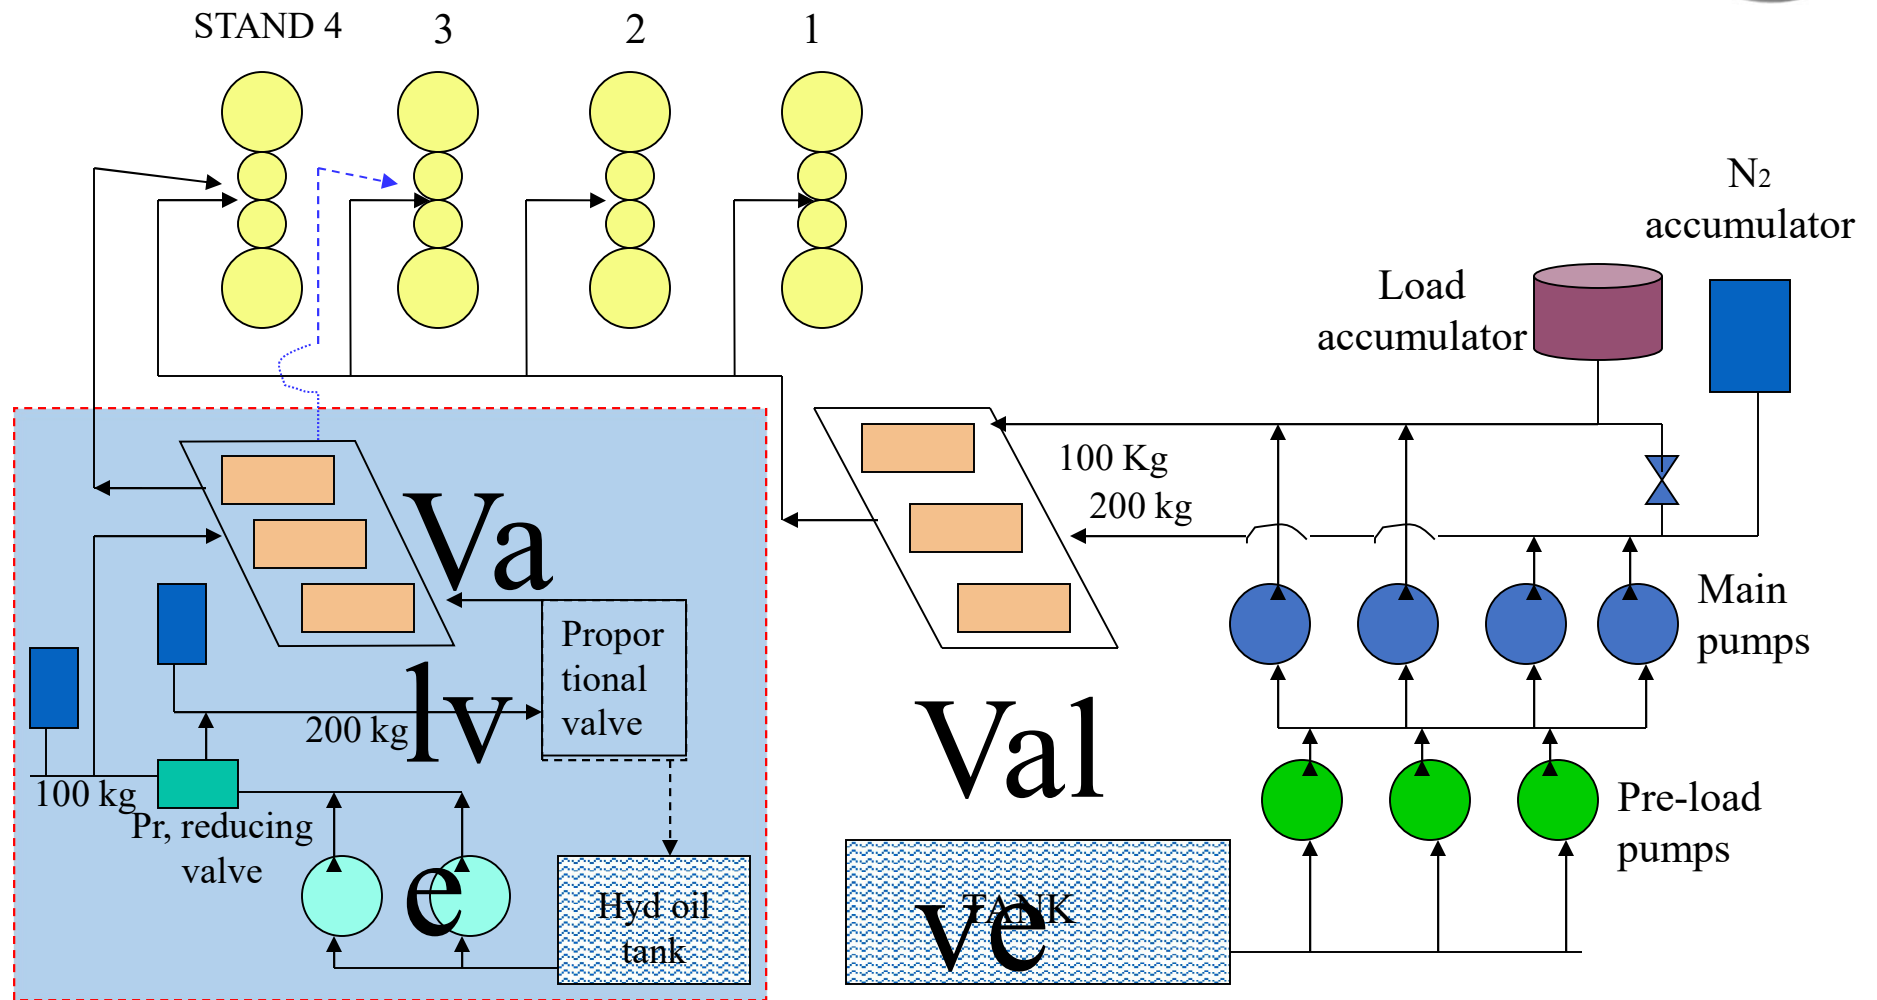 STAND 4
3
2
1
N2
accumulator
Load
accumulator
100 Kg
200 kg
Main
pumps
Pre-load
pumps
Val
ve
TANK
Va
lv
e
Propor
tional
valve
200 kg
100 kg
Pr, reducing
valve
Hyd oil
tank